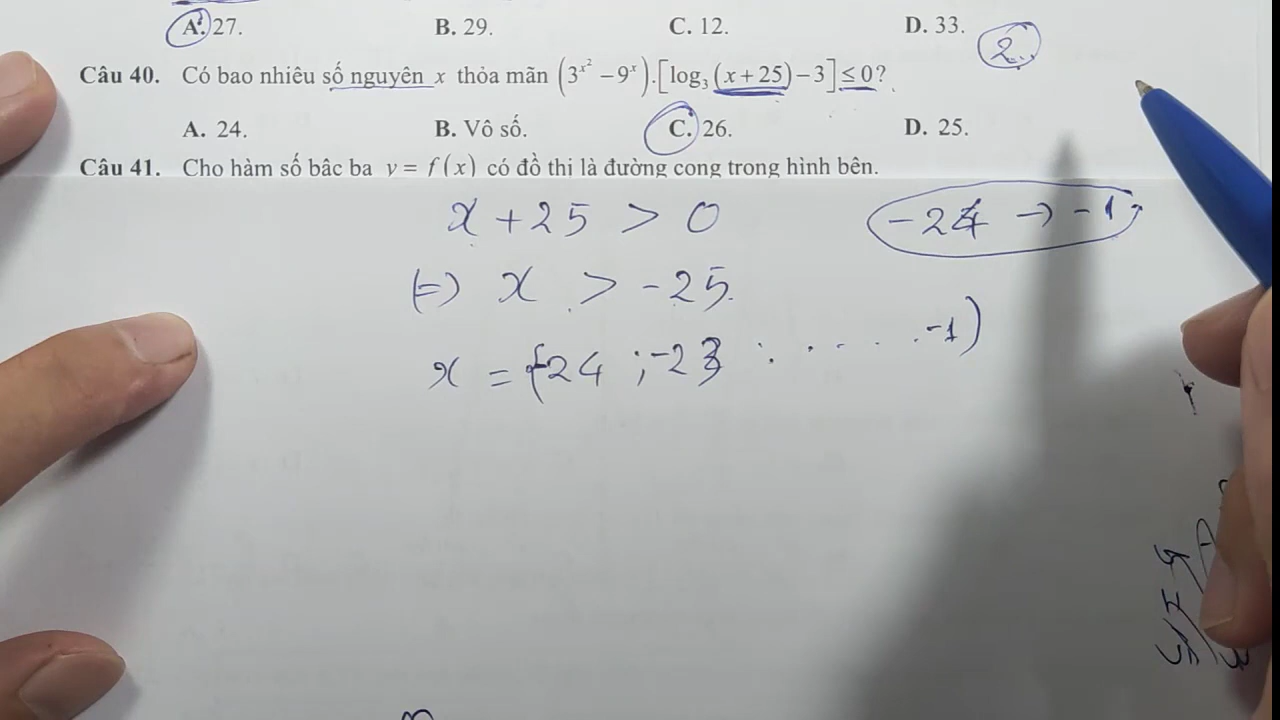 A. 27. B. 29. C. 12. D. 33.
2
Câu 40. Có bao nhiêu số nguyên x thỏa mãn (3^{x^2} − 9^x).[log_3(x+25)−3] ≤ 0?
A. 24. B. Vô số. C. 26. D. 25.
Câu 41. Cho hàm số bậc ba y = f(x) có đồ thị là đường cong trong hình bên.
x + 25 > 0
-24 → -1
(=) x > -25.
x = {-24 ; -23 ; . . . . . -1)